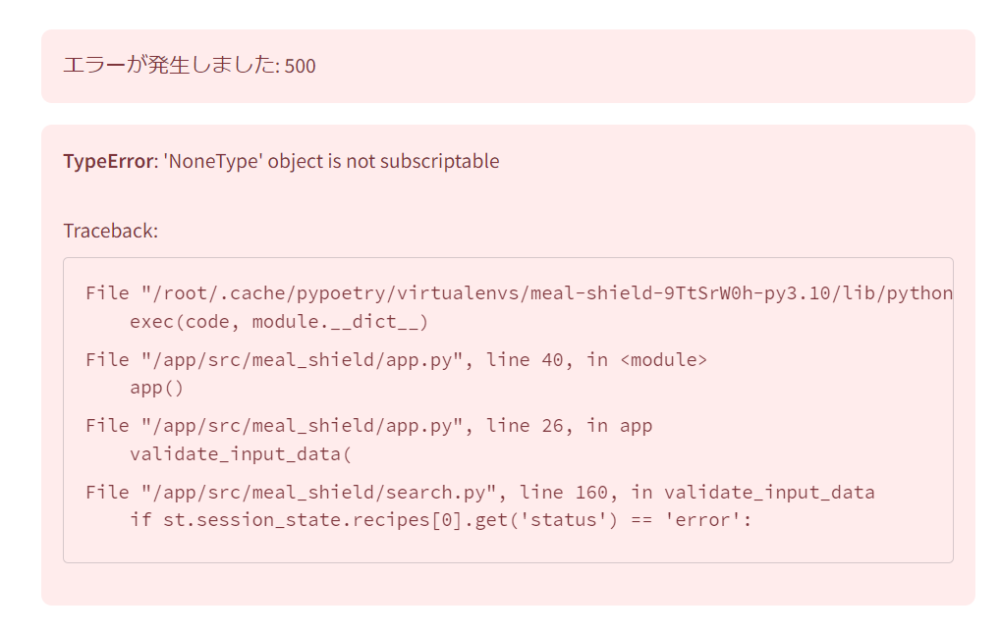 エラーが発生しました: 500
TypeError: 'NoneType' object is not subscriptable
Traceback:
File "/root/.cache/pypoetry/virtualenvs/meal-shield-9TtSrW0h-py3.10/lib/python
exec(code, module.__dict__)
File "/app/src/meal_shield/app.py", line 40, in <module>
app()
File "/app/src/meal_shield/app.py", line 26, in app
validate_input_data(
File "/app/src/meal_shield/search.py", line 160, in validate_input_data
if st.session_state.recipes[0].get('status') == 'error':